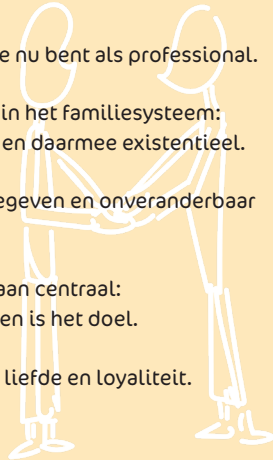 e nu bent als professional.
in het familiesysteem:
en daarmee existentieel.
egeven en onveranderbaar
aan centraal:
en is het doel.
liefde en loyaliteit.